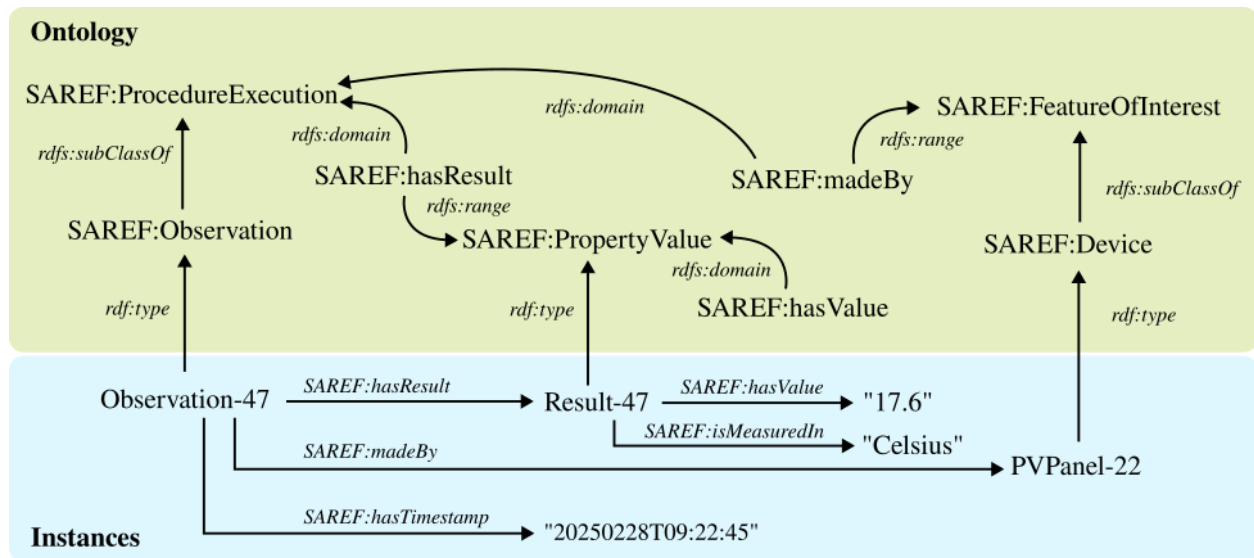 Ontology
SAREF:ProcedureExecution
rdfs:domain
SAREF:FeatureOfInterest
rdfs:domain
rdfs:range
rdfs:subClassOf
SAREF:hasResult
SAREF:madeBy
rdfs:subClassOf
rdfs:range
SAREF:Observation
SAREF:PropertyValue
SAREF:Device
rdfs:domain
rdf:type
rdf:type
SAREF:hasValue
rdf:type
Observation-47
SAREF:hasResult
Result-47
SAREF:hasValue
"17.6"
SAREF:isMeasuredIn
"Celsius"
SAREF:madeBy
PVPanel-22
SAREF:hasTimestamp
"20250228T09:22:45"
Instances